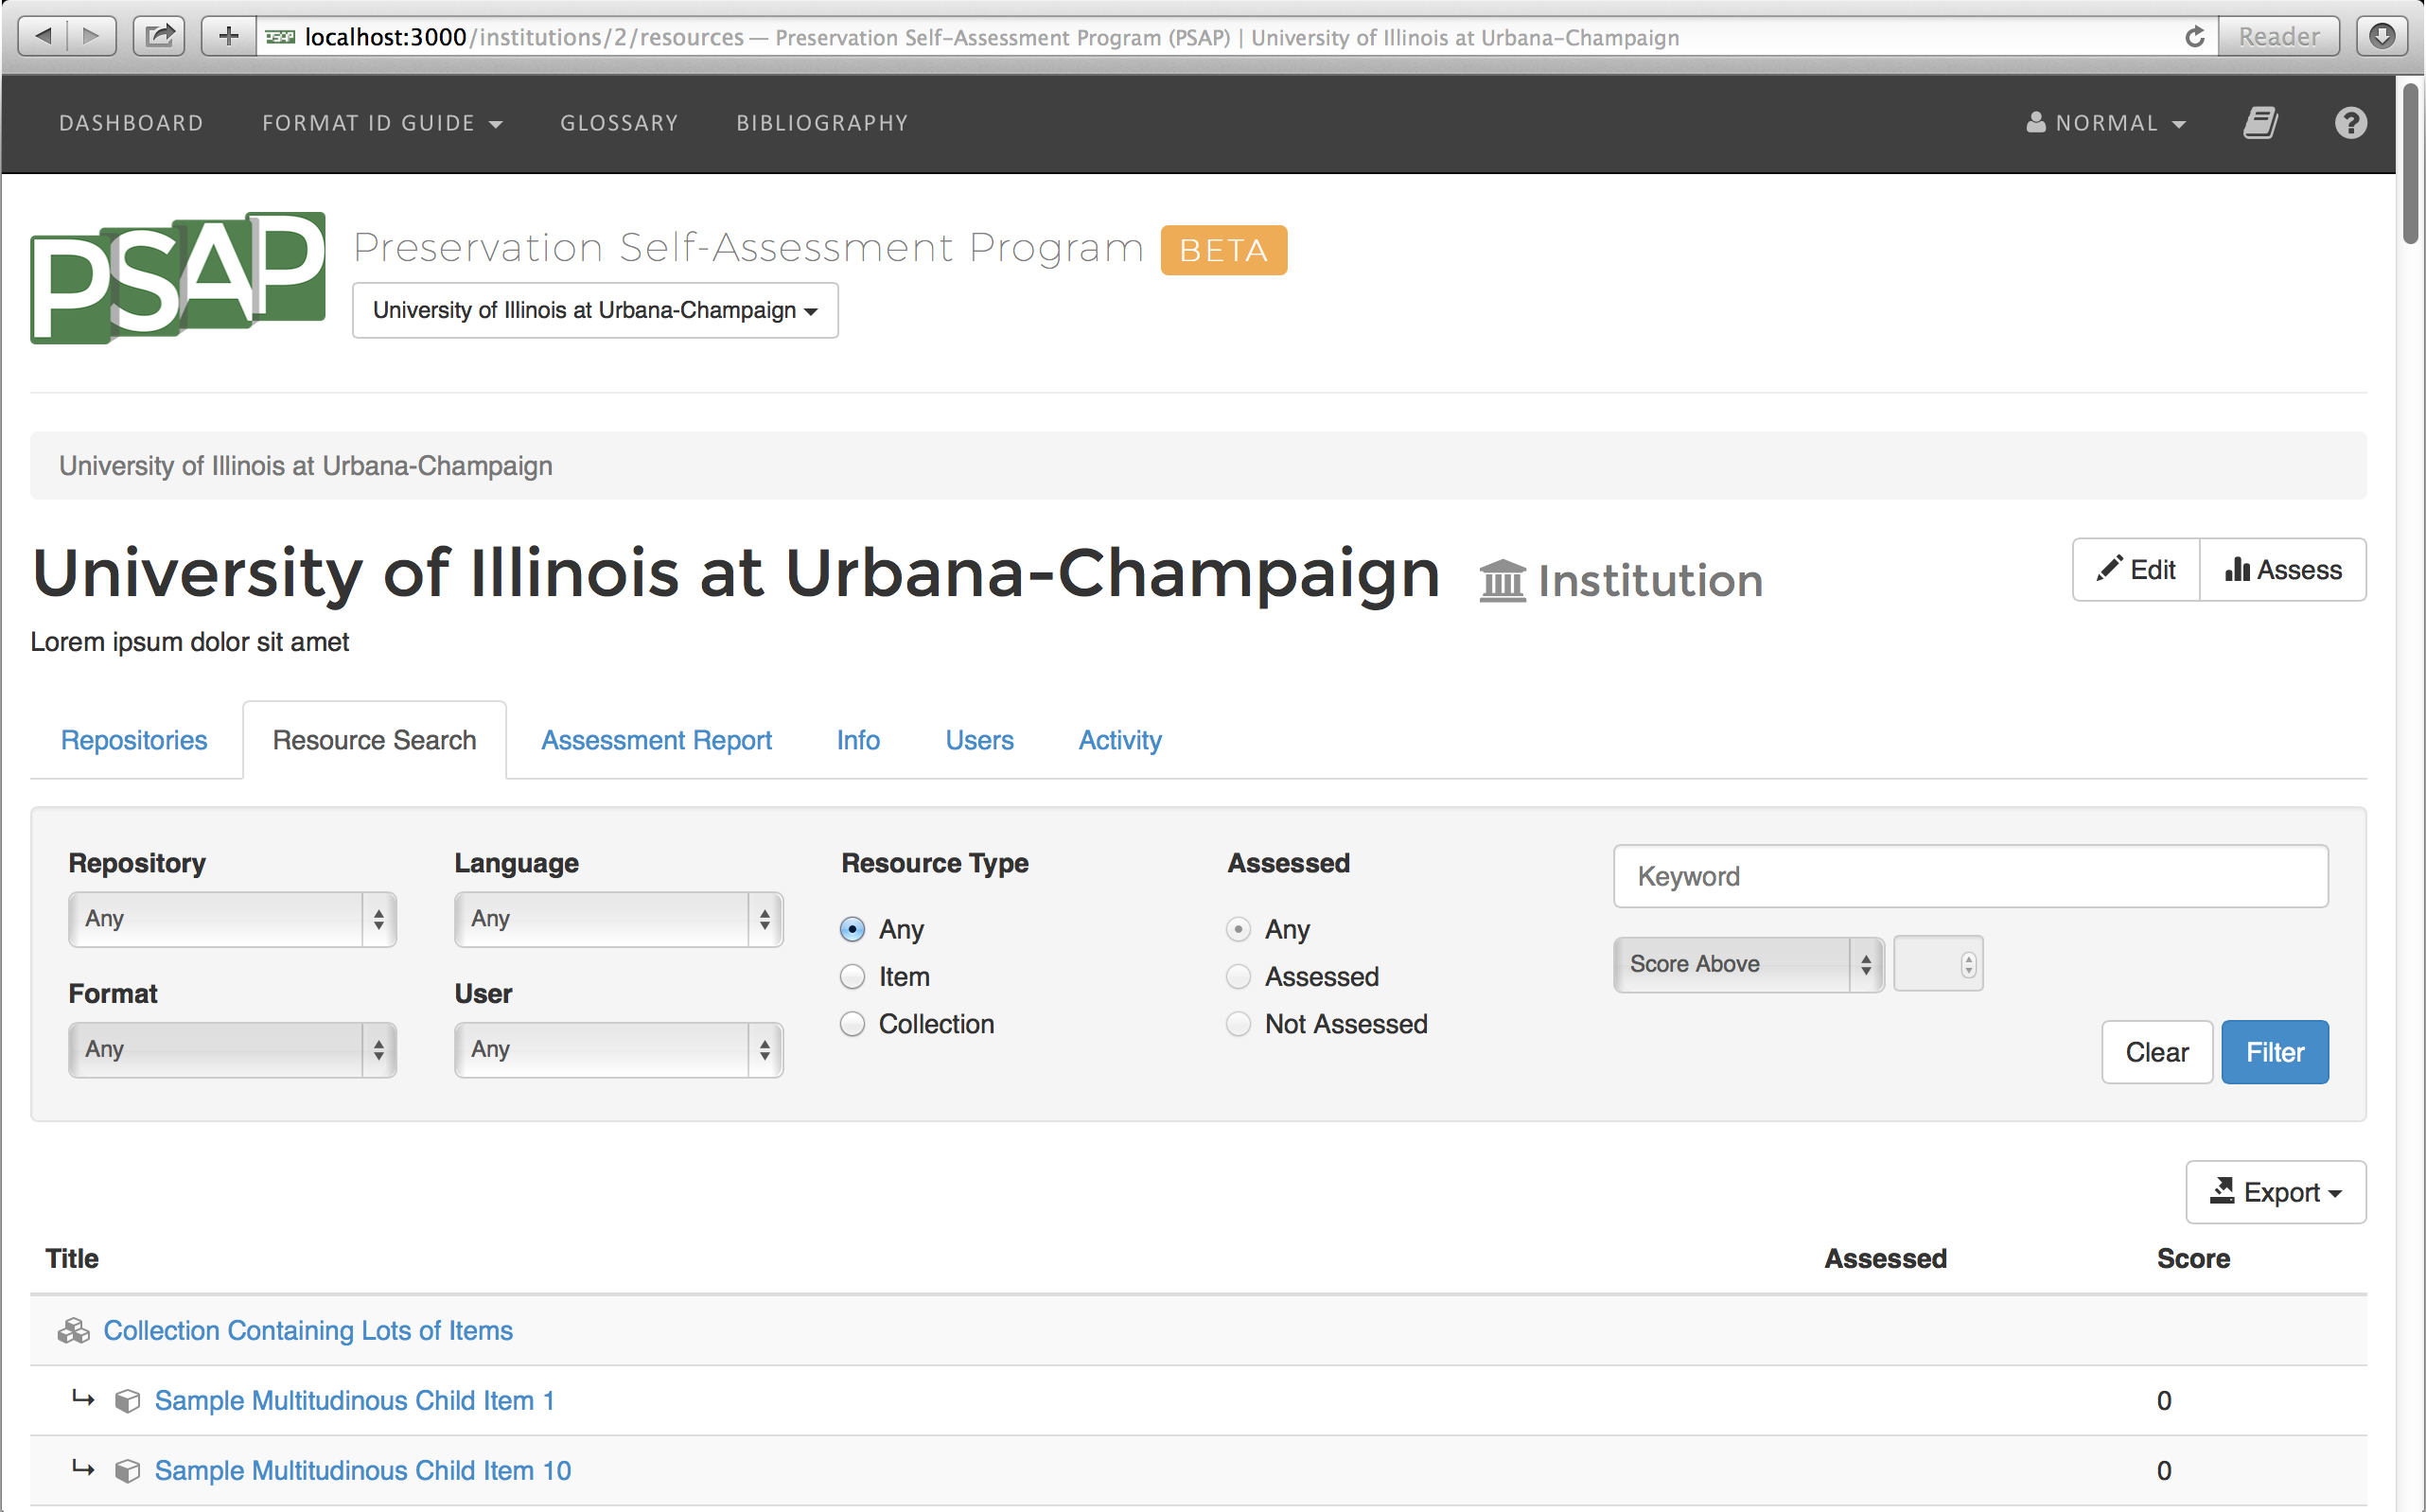 localhost:3000/institutions/2/resources — Preservation Self-Assessment Program (PSAP) | University of Illinois at Urbana-Champaign
Reader
DASHBOARD FORMAT ID GUIDE GLOSSARY BIBLIOGRAPHY NORMAL
PSAP
Preservation Self-Assessment Program BETA
University of Illinois at Urbana-Champaign
University of Illinois at Urbana-Champaign
University of Illinois at Urbana-Champaign Institution
Edit Assess
Lorem ipsum dolor sit amet
Repositories Resource Search Assessment Report Info Users Activity
Repository Language Resource Type Assessed Keyword
Any Any Any Any
Item Assessed Score Above
Format User
Collection Not Assessed
Any Any Clear Filter
Export
Title Assessed Score
Collection Containing Lots of Items
Sample Multitudinous Child Item 1 0
Sample Multitudinous Child Item 10 0